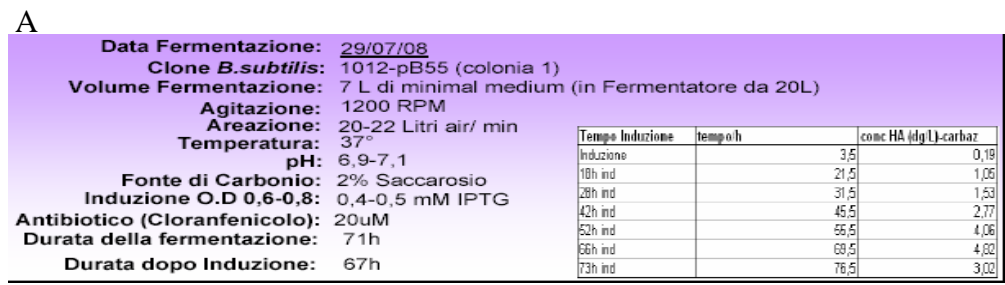 A
Data Fermentazione: 29/07/08
Clone B.subtilis: 1012-pB55 (colonia 1)
Volume Fermentazione: 7 L di minimal medium (in Fermentatore da 20L)
Agitazione: 1200 RPM
Areazione: 20-22 Litri air/ min
Temperatura: 37°
pH: 6,9-7,1
Fonte di Carbonio: 2% Saccarosio
Induzione O.D 0,6-0,8: 0,4-0,5 mM IPTG
Antibiotico (Cloranfenicolo): 20uM
Durata della fermentazione: 71h
Durata dopo Induzione: 67h
Tempo Induzione tempo/h conc HA (dg/L)-carbaz
Induzione 3,5 0,19
18h ind 21,5 1,05
28h ind 31,5 1,53
42h ind 45,5 2,77
52h ind 55,5 4,06
66h ind 69,5 4,82
73h ind 76,5 3,02